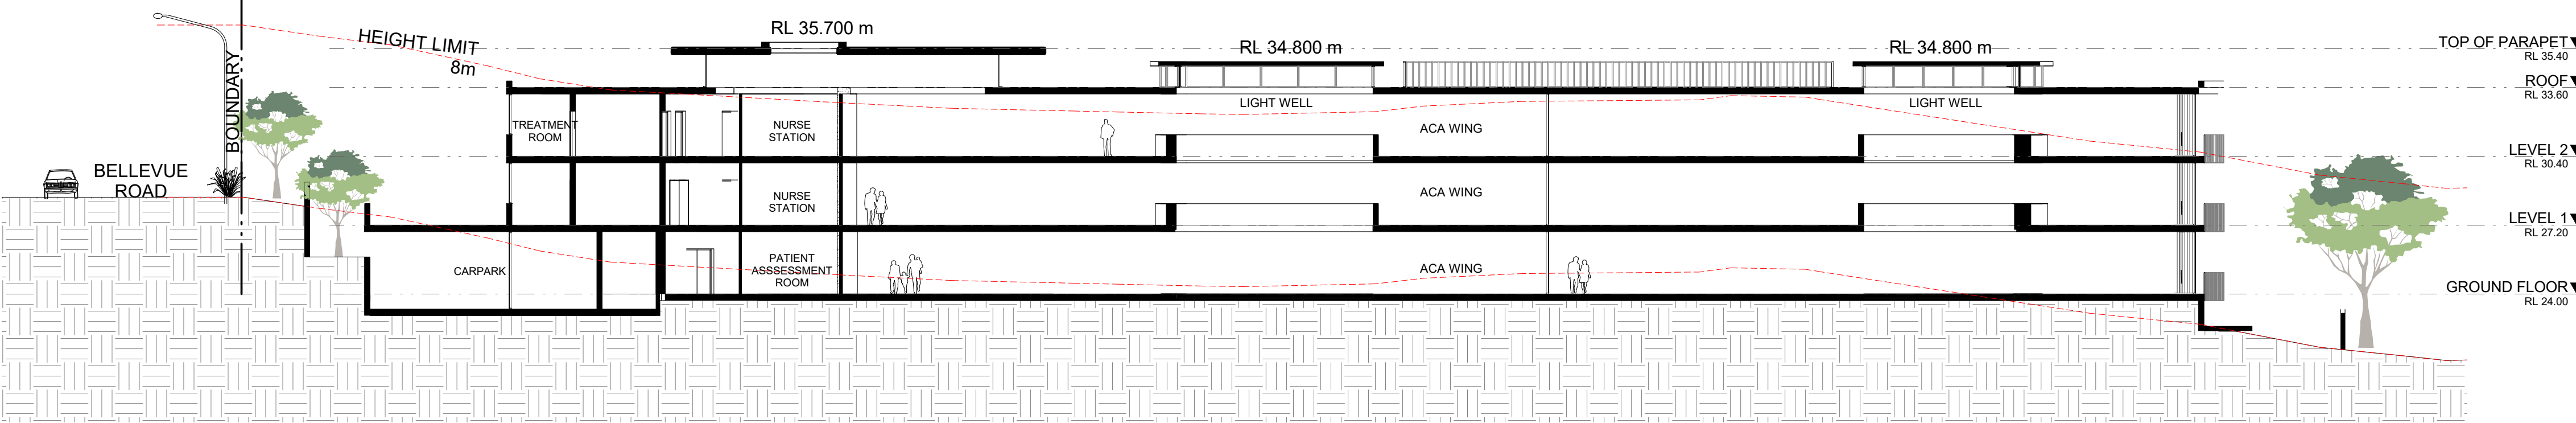 RL 35.700 m
HEIGHT LIMIT
8m
RL 34.800 m
RL 34.800 m
TOP OF PARAPET
RL 35.40
BOUNDARY
ROOF
RL 33.60
LIGHT WELL
LIGHT WELL
TREATMENT
ROOM
NURSE
STATION
ACA WING
LEVEL 2
RL 30.40
BELLEVUE
ROAD
NURSE
STATION
ACA WING
LEVEL 1
RL 27.20
CARPARK
PATIENT
ASSSESSMENT
ROOM
ACA WING
GROUND FLOOR
RL 24.00